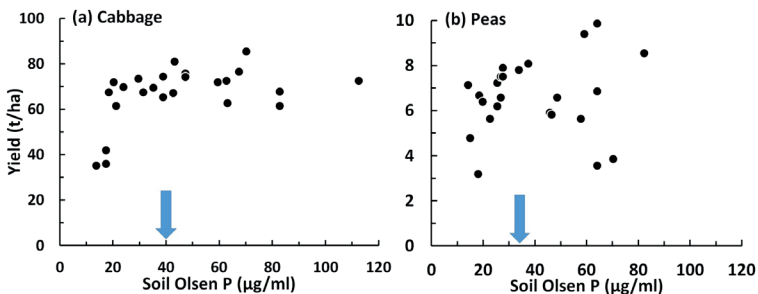 (a) Cabbage
100
80
60
40
20
0
Yield (t/ha)
0 20 40 60 80 100 120
Soil Olsen P (µg/ml)
(b) Peas
10
8
6
4
2
0
0 20 40 60 80 100 120
Soil Olsen P (µg/ml)